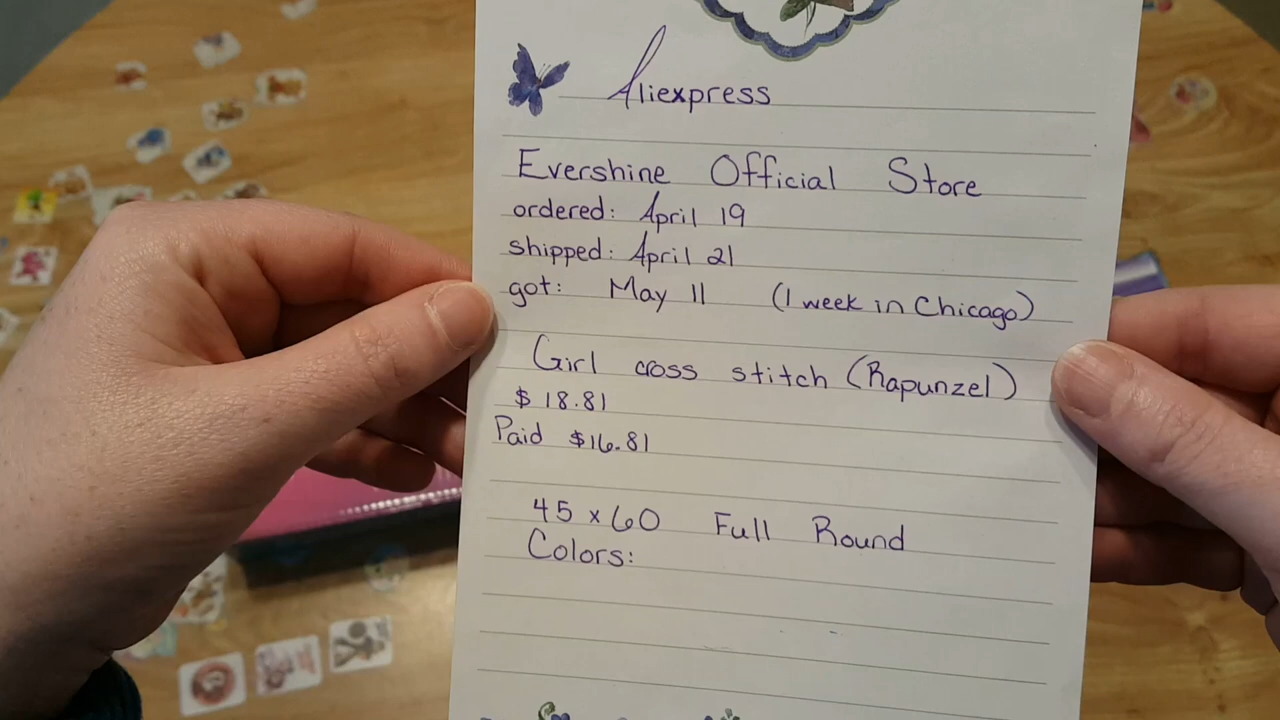 Aliexpress
Evershine Official Store
ordered: April 19
shipped: April 21
got: May 11 (1 week in Chicago)
Girl cross stitch (Rapunzel)
$18.81
Paid $16.81
45 x 60 Full Round
Colors: